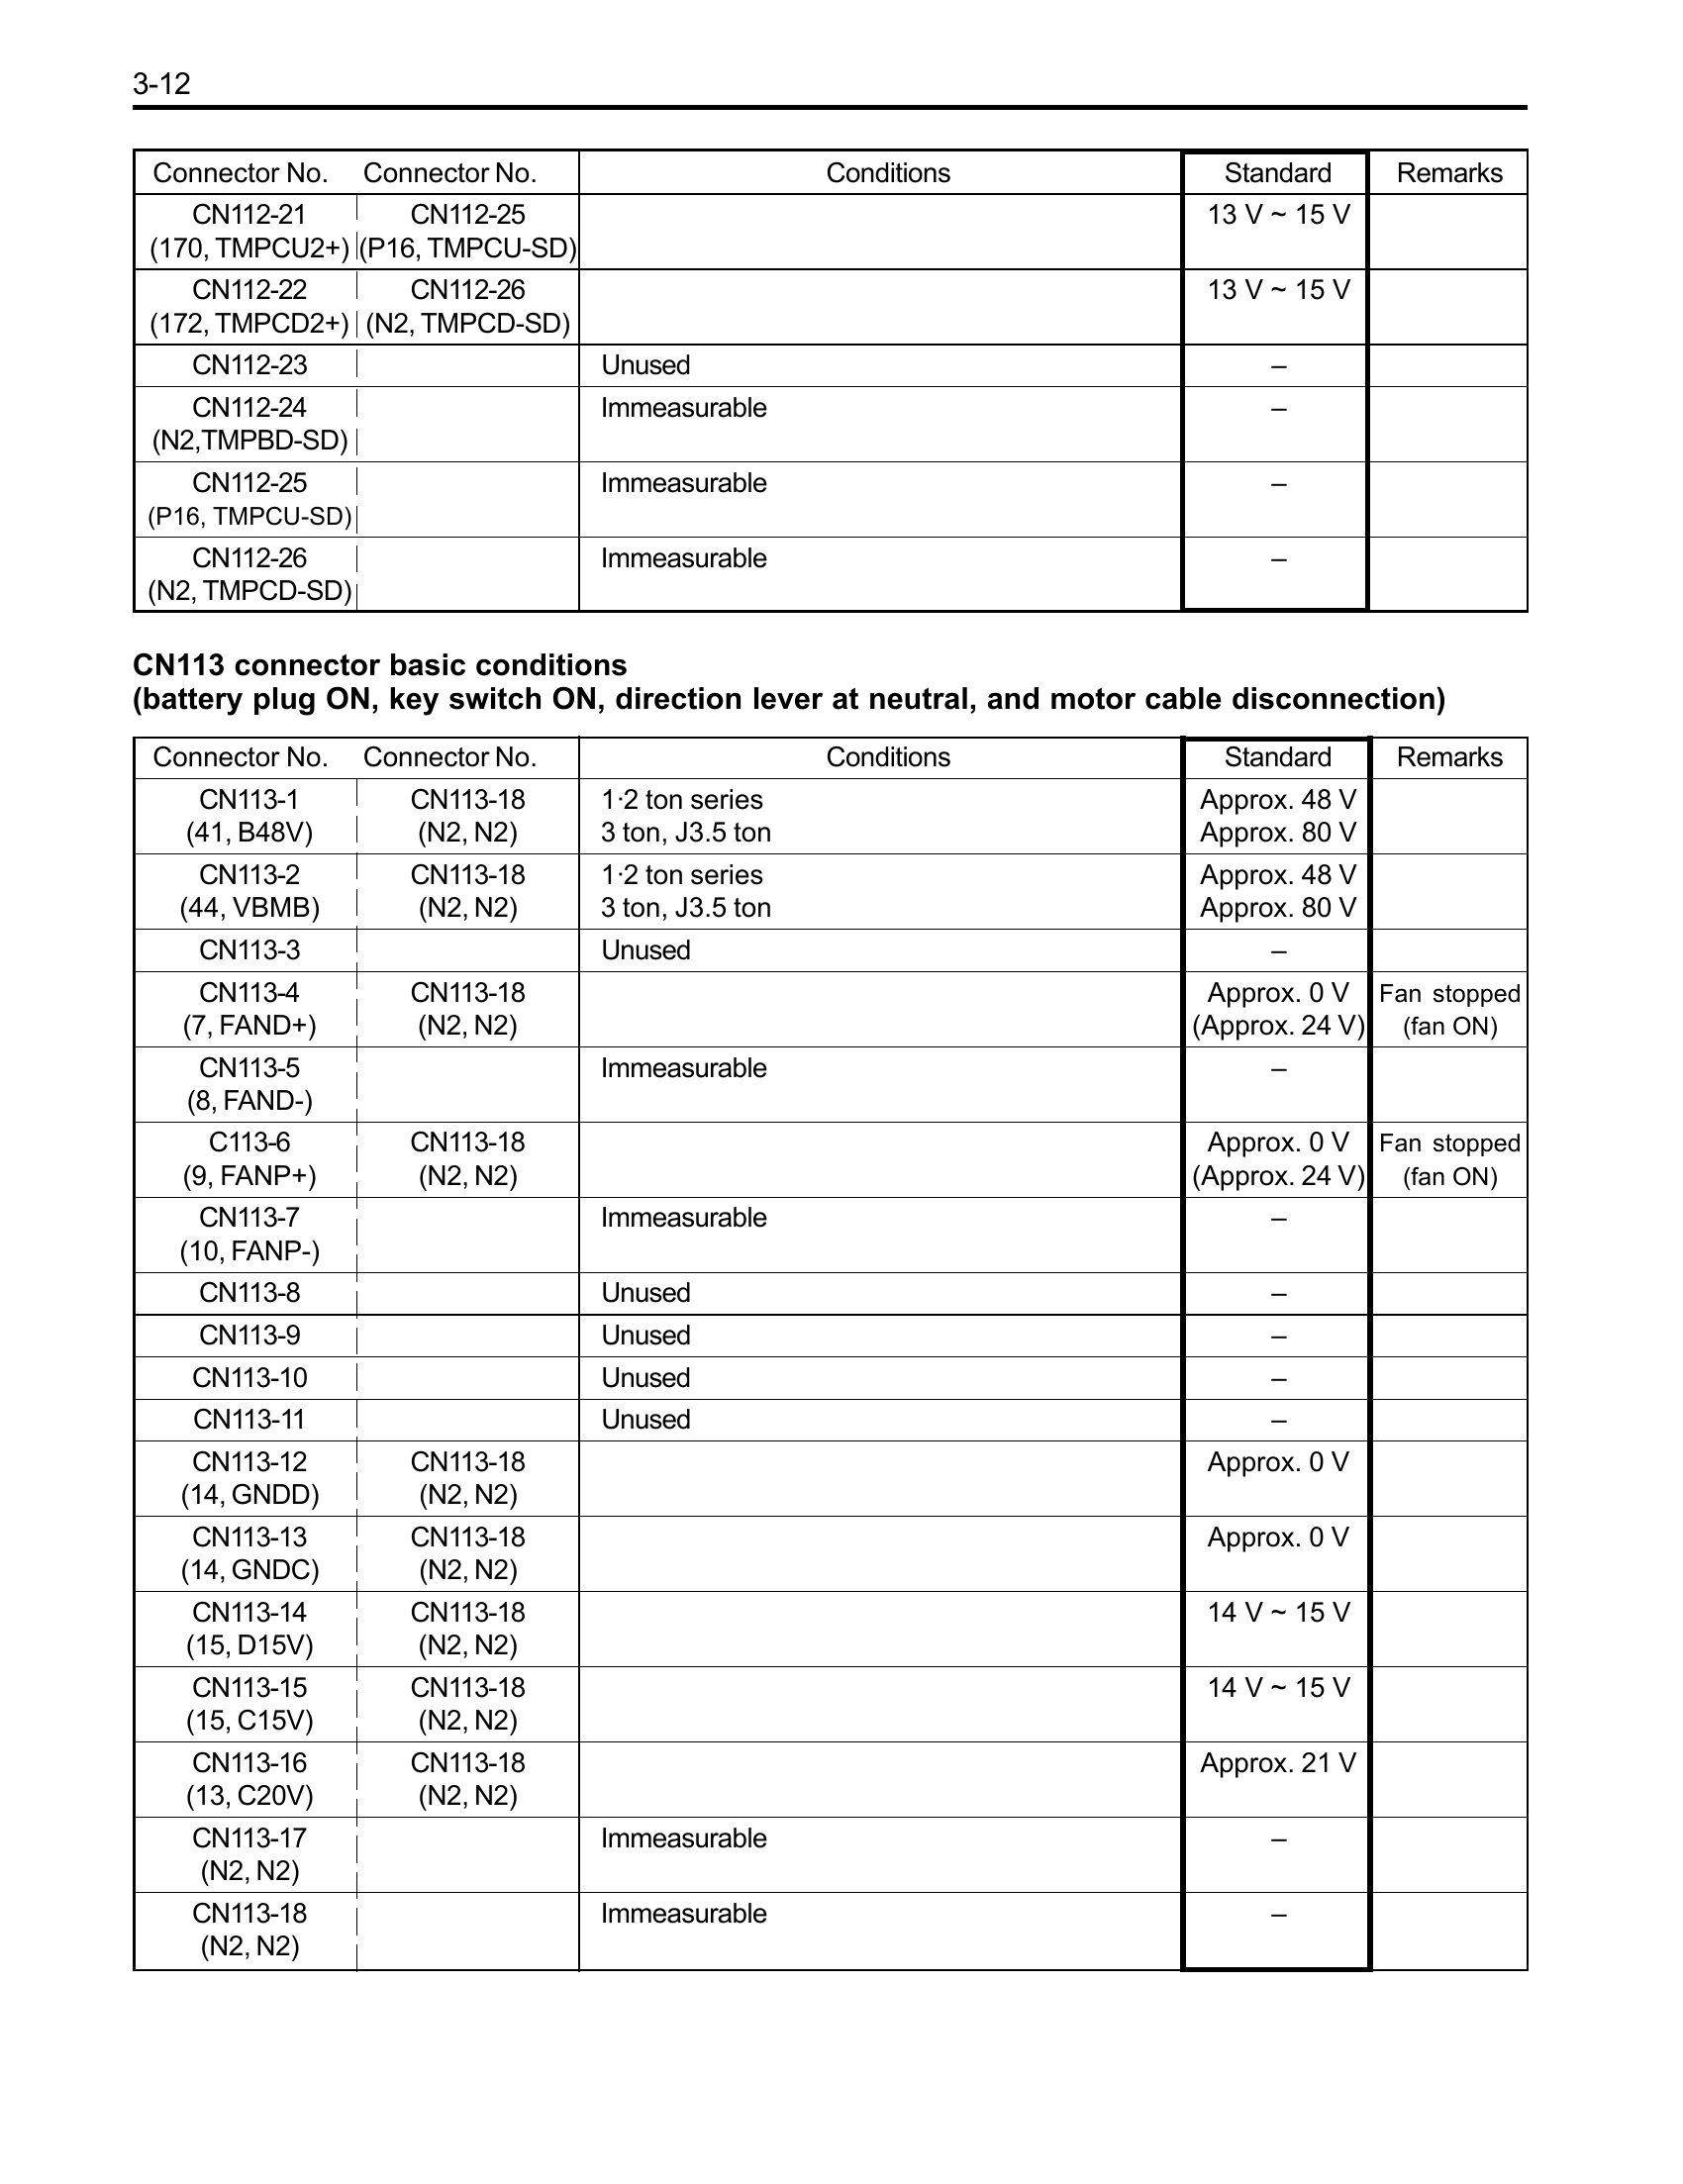 3-12
Connector No. Connector No. Conditions Standard Remarks
CN112-21 CN112-25 13 V ~ 15 V
(170, TMPCU2+) (P16, TMPCU-SD)
CN112-22 CN112-26 13 V ~ 15 V
(172, TMPCD2+) (N2, TMPCD-SD)
CN112-23 Unused –
CN112-24 Immeasurable –
(N2,TMPBD-SD)
CN112-25 Immeasurable –
(P16, TMPCU-SD)
CN112-26 Immeasurable –
(N2, TMPCD-SD)
CN113 connector basic conditions
(battery plug ON, key switch ON, direction lever at neutral, and motor cable disconnection)
Connector No. Connector No. Conditions Standard Remarks
CN113-1 CN113-18 1·2 ton series Approx. 48 V
(41, B48V) (N2, N2) 3 ton, J3.5 ton Approx. 80 V
CN113-2 CN113-18 1·2 ton series Approx. 48 V
(44, VBMB) (N2, N2) 3 ton, J3.5 ton Approx. 80 V
CN113-3 Unused –
CN113-4 CN113-18 Approx. 0 V Fan stopped
(7, FAND+) (N2, N2) (Approx. 24 V) (fan ON)
CN113-5 Immeasurable –
(8, FAND-)
C113-6 CN113-18 Approx. 0 V Fan stopped
(9, FANP+) (N2, N2) (Approx. 24 V) (fan ON)
CN113-7 Immeasurable –
(10, FANP-)
CN113-8 Unused –
CN113-9 Unused –
CN113-10 Unused –
CN113-11 Unused –
CN113-12 CN113-18 Approx. 0 V
(14, GNDD) (N2, N2)
CN113-13 CN113-18 Approx. 0 V
(14, GNDC) (N2, N2)
CN113-14 CN113-18 14 V ~ 15 V
(15, D15V) (N2, N2)
CN113-15 CN113-18 14 V ~ 15 V
(15, C15V) (N2, N2)
CN113-16 CN113-18 Approx. 21 V
(13, C20V) (N2, N2)
CN113-17 Immeasurable –
(N2, N2)
CN113-18 Immeasurable –
(N2, N2)